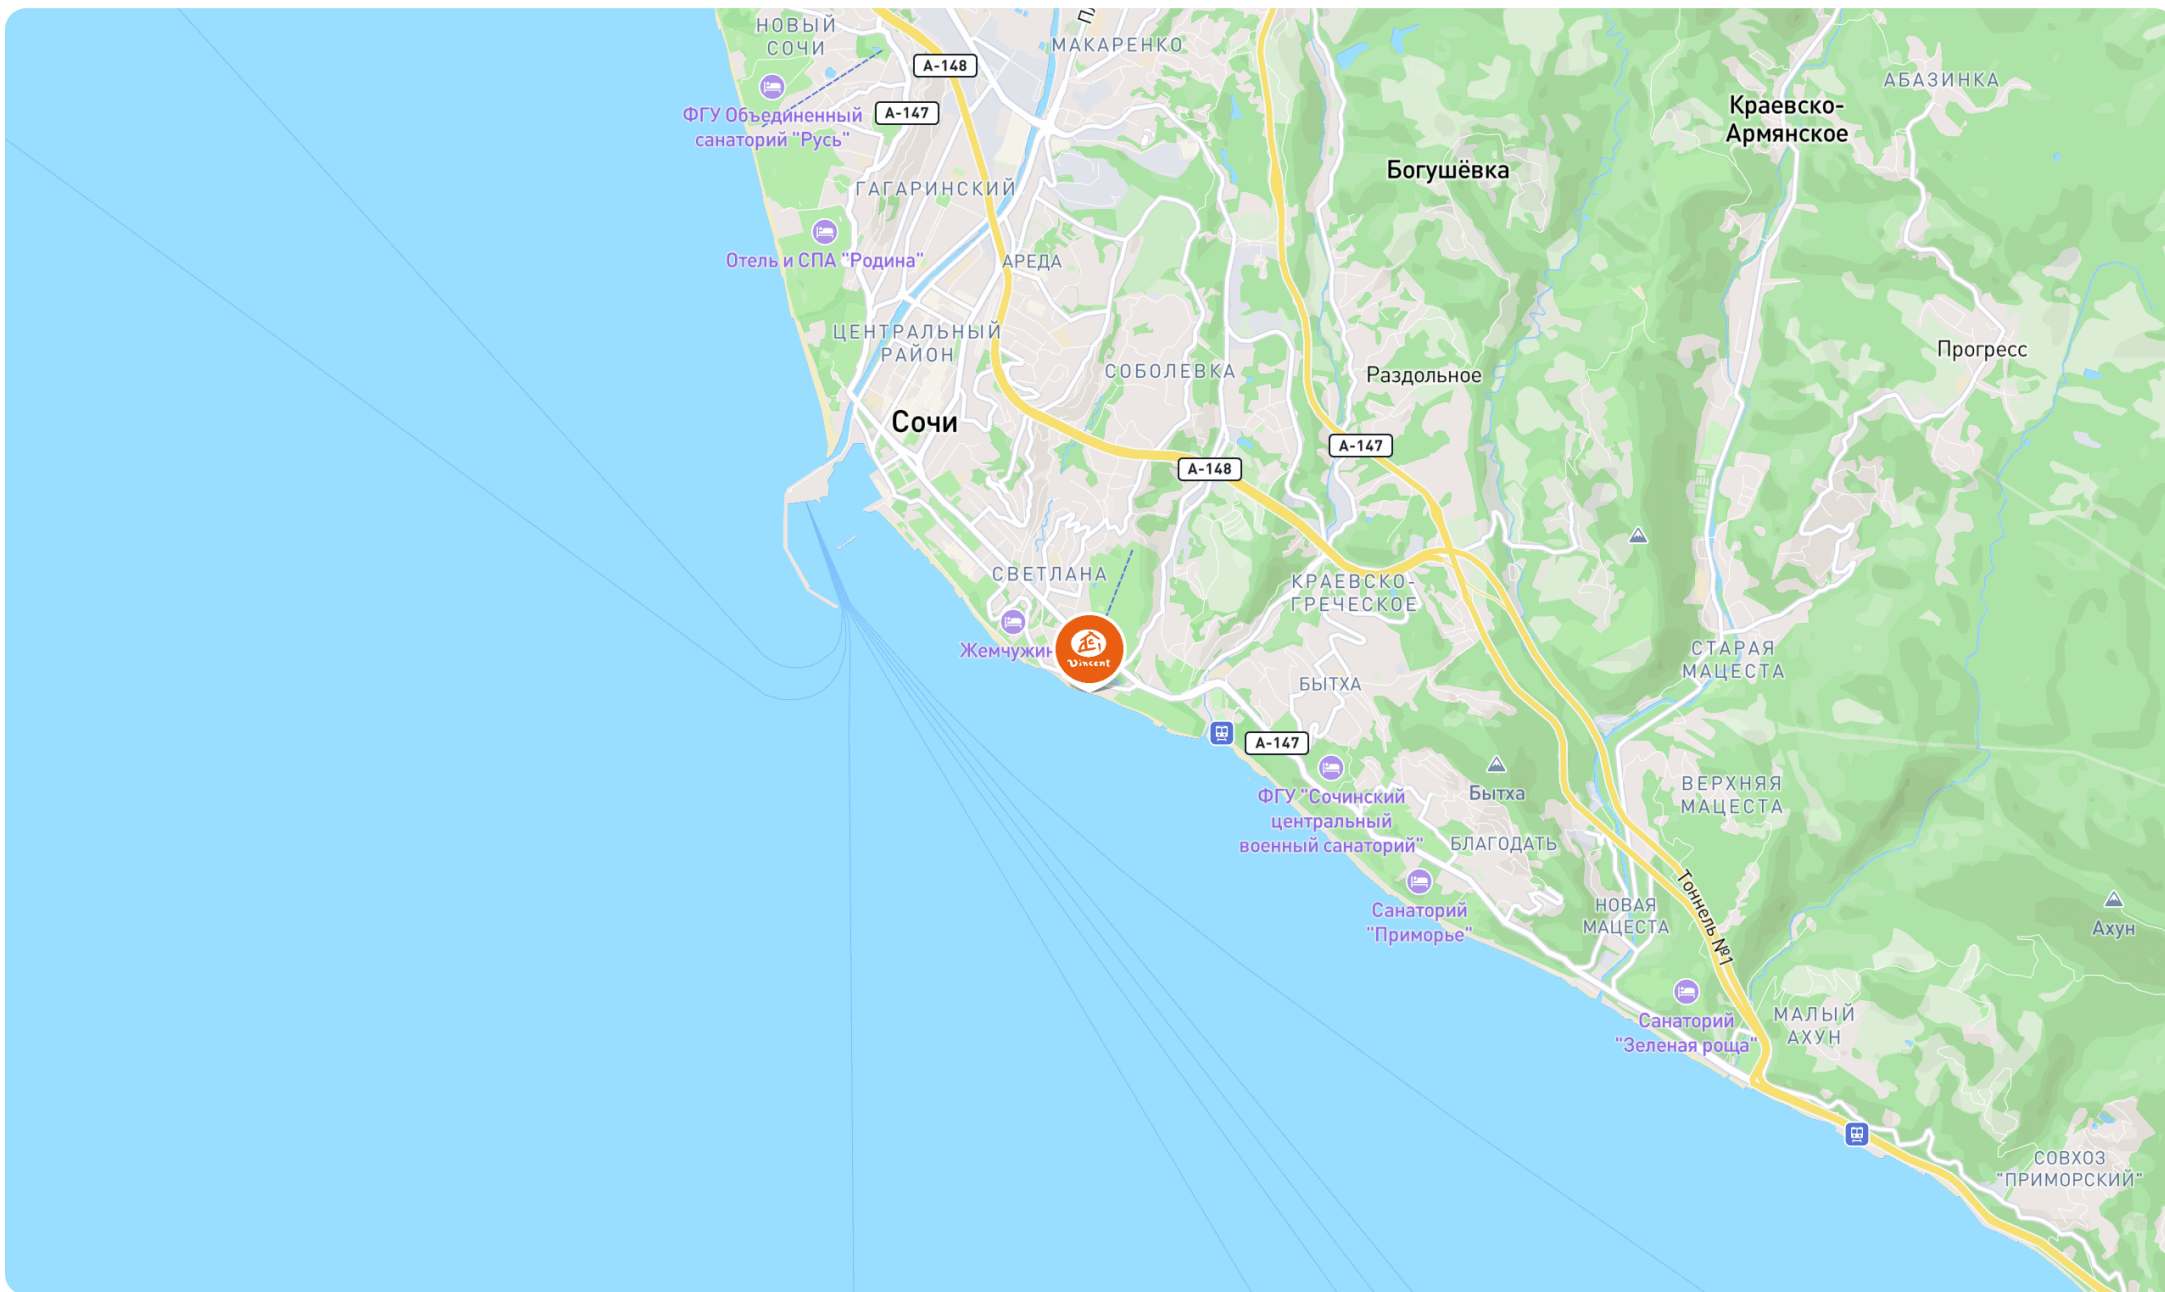 НОВЫЙ
СОЧИ
МАКАРЕНКО
А-148
АБАЗИНКА
ФГУ Объединенный
санаторий "Русь"
А-147
Краевско-
Армянское
Богушёвка
ГАГАРИНСКИЙ
Отель и СПА "Родина"
АРЕДА
ЦЕНТРАЛЬНЫЙ
РАЙОН
Прогресс
СОБОЛЕВКА
Раздольное
Сочи
А-147
А-148
СВЕТЛАНА
КРАЕВСКО-
ГРЕЧЕСКОЕ
Жемчужин
Vincent
СТАРАЯ
МАЦЕСТА
БЫТХА
А-147
ФГУ "Сочинский
центральный
военный санаторий"
Бытха
ВЕРХНЯЯ
МАЦЕСТА
БЛАГОДАТЬ
Тоннель №1
Санаторий
"Приморье"
НОВАЯ
МАЦЕСТА
Ахун
Санаторий
"Зеленая роща"
МАЛЫЙ
АХУН
СОВХОЗ
"ПРИМОРСКИЙ"